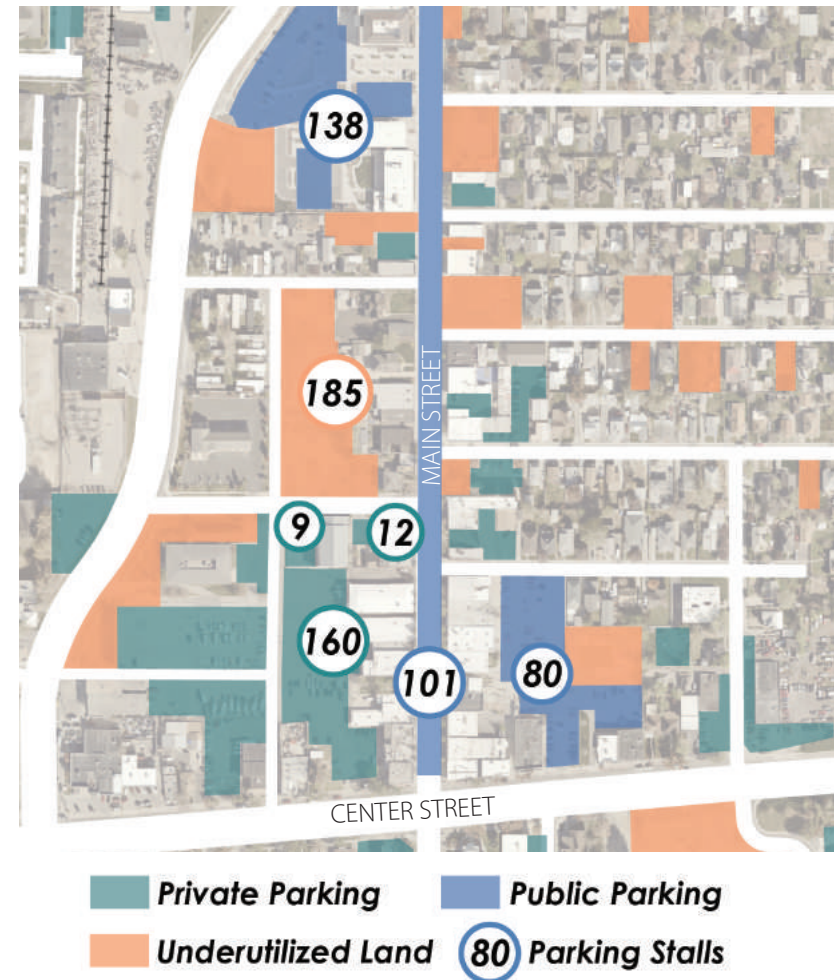 138
185
MAIN STREET
9
12
160
101
80
CENTER STREET
Private Parking
Public Parking
Underutilized Land
80 Parking Stalls